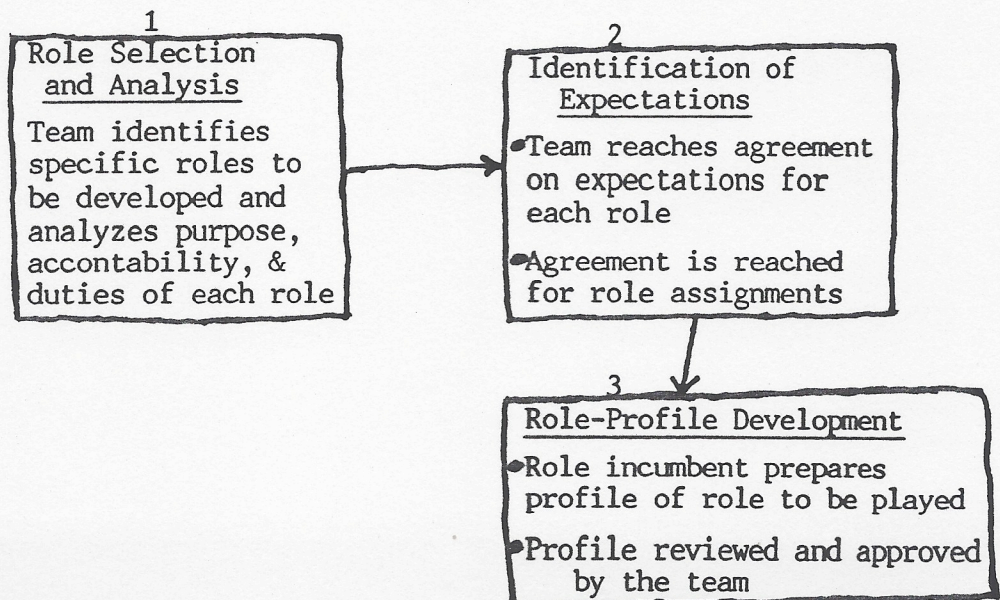 1
Role Selection
and Analysis
Team identifies
specific roles to
be developed and
analyzes purpose,
accontability, &
duties of each role
2
Identification of
Expectations
•Team reaches agreement
on expectations for
each role
•Agreement is reached
for role assignments
3
Role-Profile Development
•Role incumbent prepares
profile of role to be played
•Profile reviewed and approved
by the team